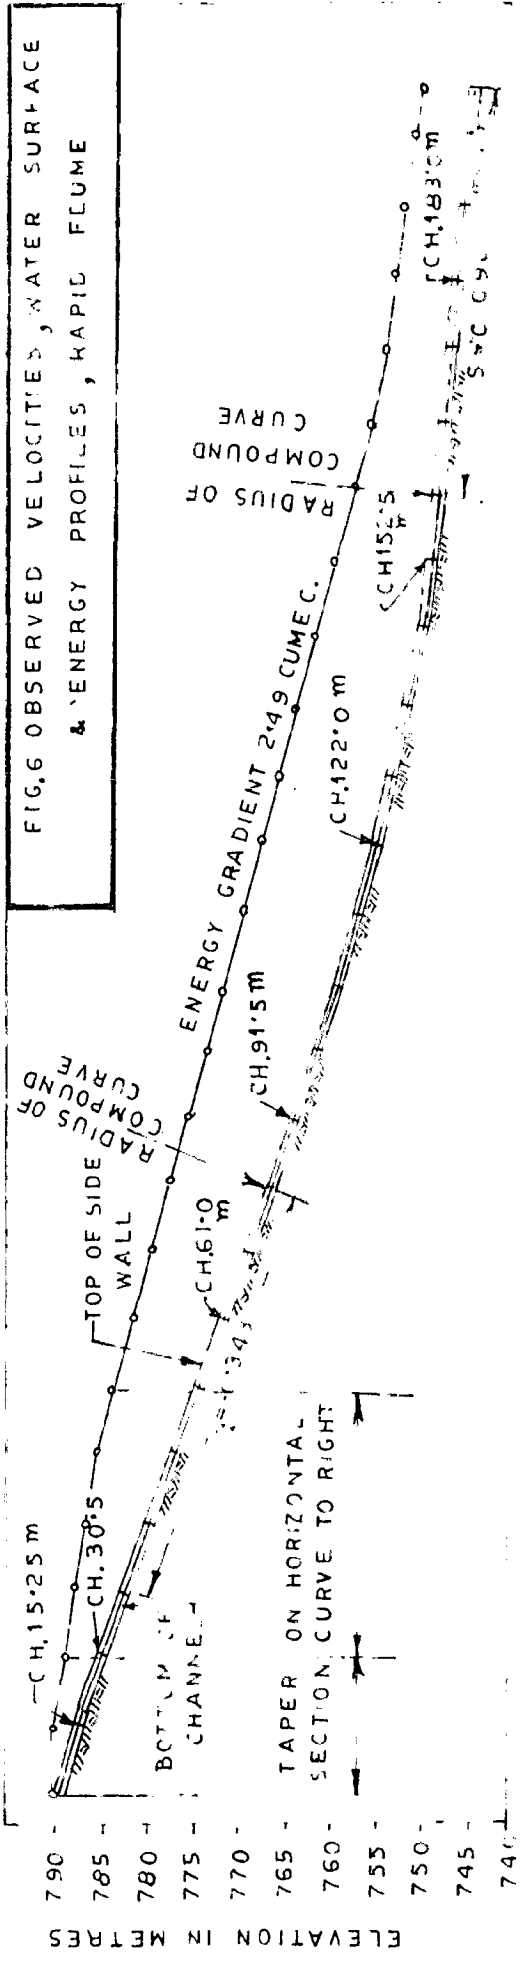 FIG.6 OBSERVED VELOCITIES, WATER SURFACE
& ENERGY PROFILES, RAPID FLUME
ELEVATION IN METRES
790
785
780
775
770
765
760
755
750
745
CH.15·25 m
CH.30·5
BOTTOM OF
CHANNEL
TAPER ON HORIZONTAL
SECTION CURVE TO RIGHT
TOP OF SIDE
WALL
CH.61·0
m
RADIUS OF
COMPOUND
CURVE
CH.91·5 m
ENERGY GRADIENT 2·49 CUMEC.
CH.122·0 m
CH152·5
m
RADIUS OF
COMPOUND
CURVE
CH.183·0 m